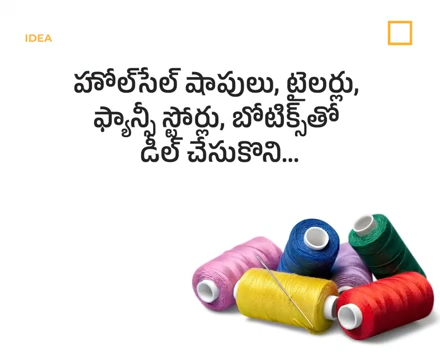 IDEA
హోల్‌సేల్ షాపులు, టైలర్లు,
ఫ్యాన్సీ స్టోర్లు, బోటిక్స్‌తో
డీల్ చేసుకొని...